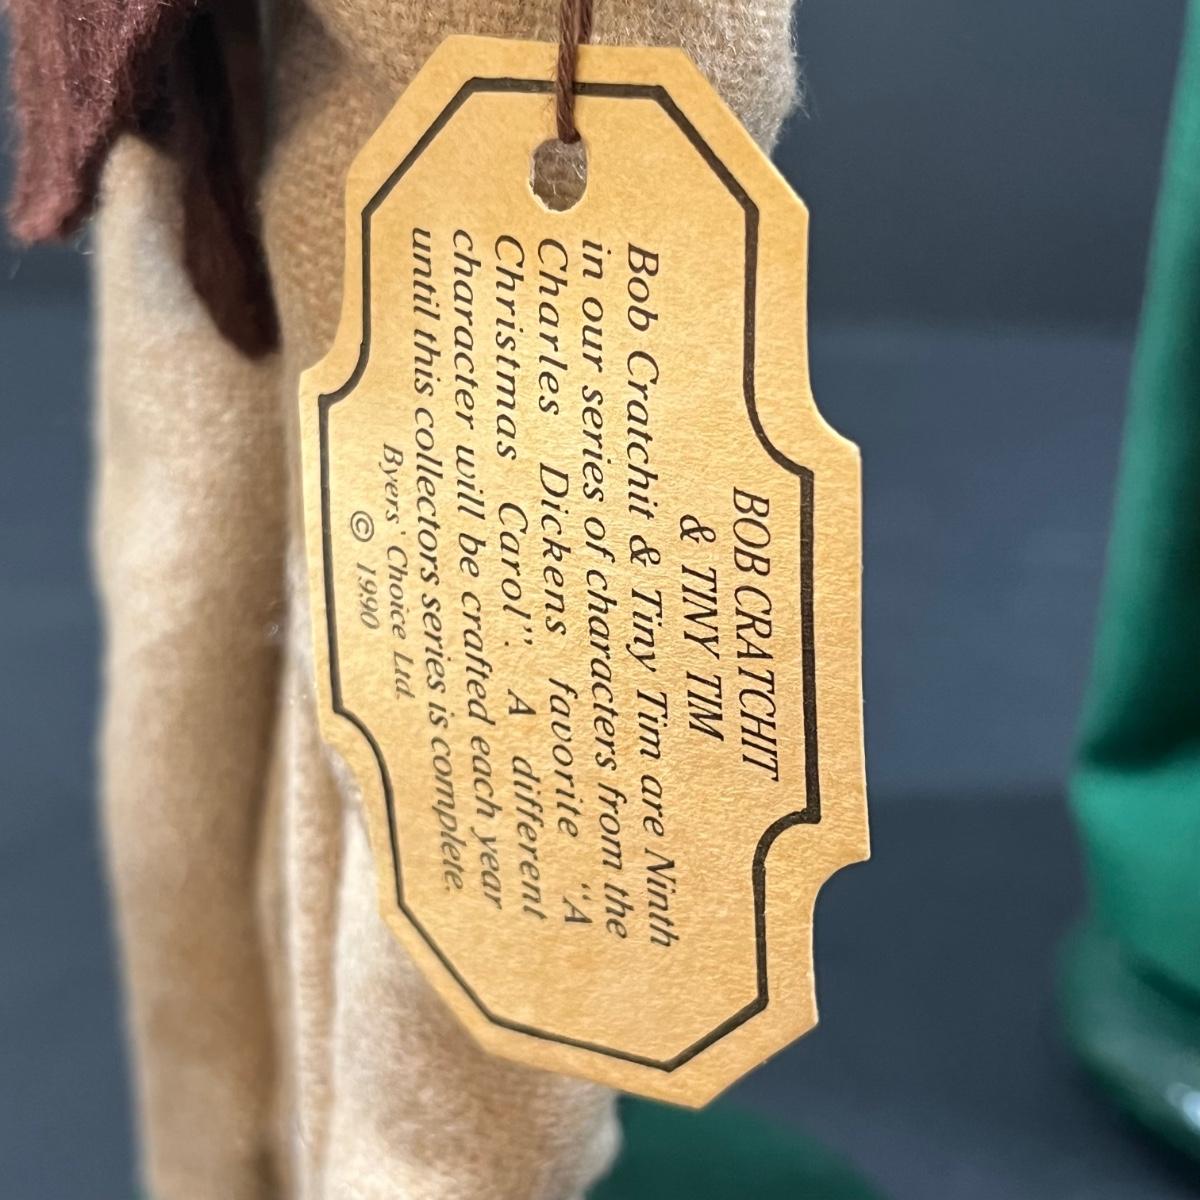 BOB CRATCHIT
& TINY TIM
Bob Cratchit & Tiny Tim are Ninth
in our series of characters from the
Charles Dickens favorite "A
Christmas Carol". A different
character will be crafted each year
until this collectors series is complete.
Byers' Choice Ltd.
© 1990